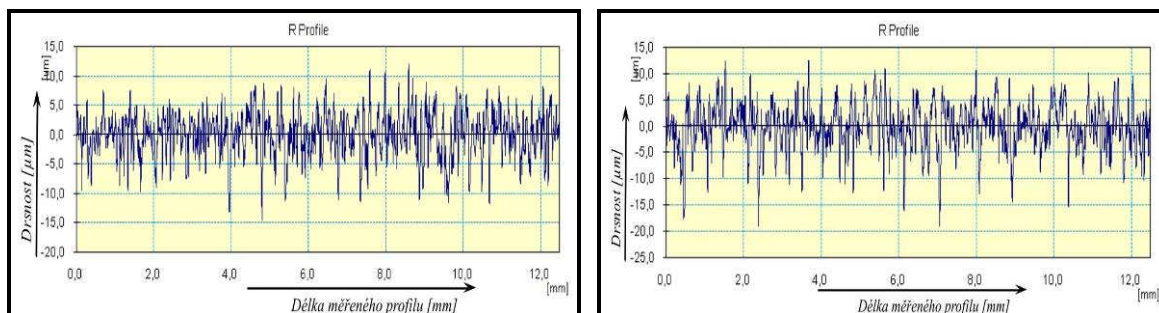 R Profile
[µm]
15,0
10,0
5,0
0,0
-5,0
-10,0
-15,0
-20,0
Drsnost [µm]
0,0 2,0 4,0 6,0 8,0 10,0 12,0
[mm]
Délka měřeného profilu [mm]
R Profile
[µm]
15,0
10,0
5,0
0,0
-5,0
-10,0
-15,0
-20,0
-25,0
Drsnost [µm]
0,0 2,0 4,0 6,0 8,0 10,0 12,0
[mm]
Délka měřeného profilu [mm]